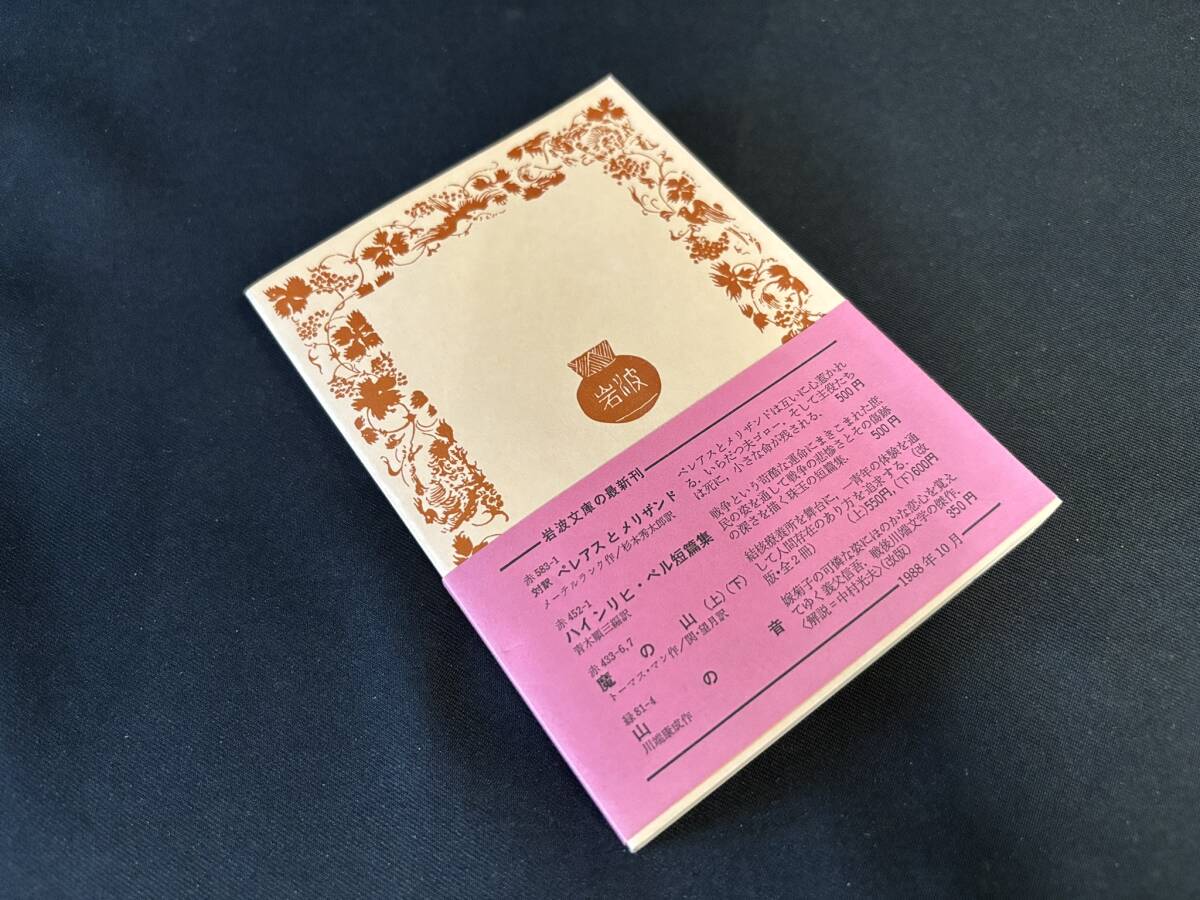 岩波
岩波文庫の最新刊
赤583-1
対訳 ペレアスとメリザンド
メーテルランク作／杉本秀太郎訳
ペレアスとメリザンドは互いに心惹かれ
る．いらだつ夫ゴロー．そして主役たち
は死に，小さな命が残される． 500円
赤452-1
ハインリヒ・ベル短篇集
青木順三編訳
戦争という苛酷な運命にまきこまれた庶
民の姿を通して戦争の悲惨さとその傷跡
の深さを描く珠玉の短篇集 500円
赤433-6,7
魔の山 (上)(下)
トーマス・マン作／関・望月訳
結核療養所を舞台に，一青年の体験を通
して人間存在のあり方を追求する．（改
版・全2冊） (上)550円,(下)600円
緑81-4
山の音
川端康成作
嫁菊子の可憐な姿にほのかな恋心を覚え
てゆく義父信吾．戦後川端文学の傑作．
〈解説＝中村光夫〉（改版） 350円
1988年10月